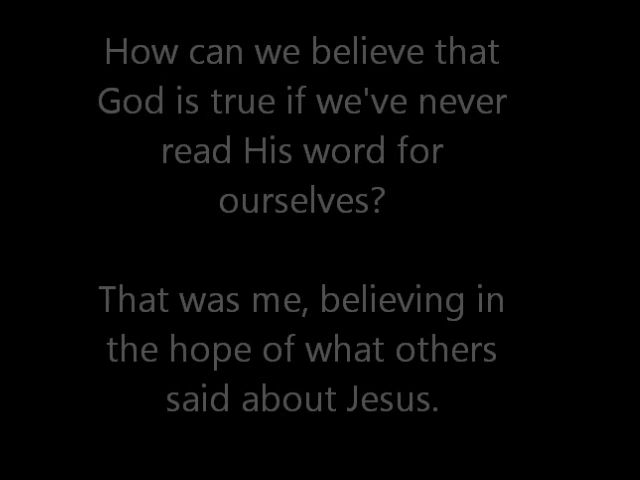 How can we believe that
God is true if we've never
read His word for
ourselves?
That was me, believing in
the hope of what others
said about Jesus.